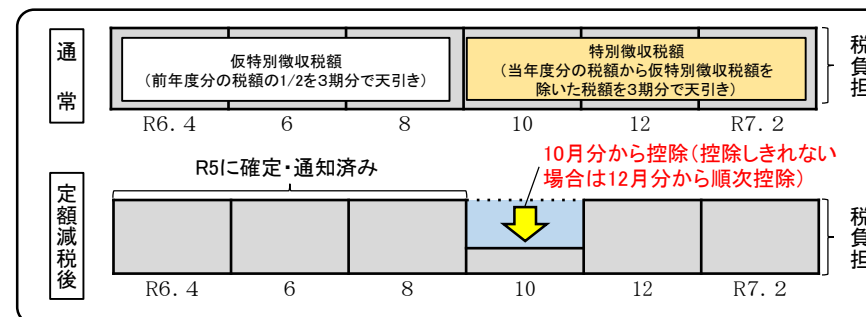 通常
仮特別徴収税額
(前年度分の税額の1/2を3期分で天引き)
特別徴収税額
(当年度分の税額から仮特別徴収税額を
除いた税額を3期分で天引き)
税負担
R6.4 6 8 10 12 R7.2
R5に確定・通知済み
10月分から控除(控除しきれない
場合は12月分から順次控除)
定額減税後
税負担
R6.4 6 8 10 12 R7.2